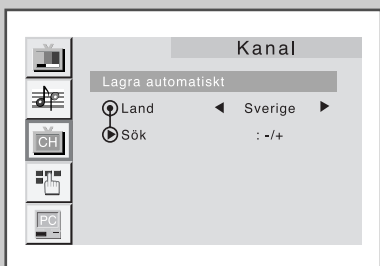 Kanal
Lagra automatiskt
Land ◀ Sverige ▶
Sök : -/+
CH
PC